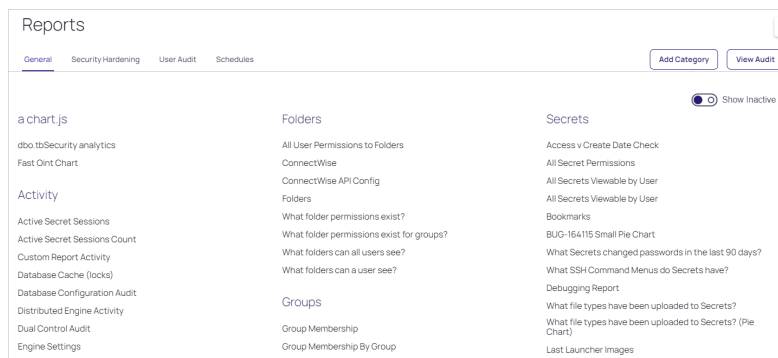 Reports
General
Security Hardening
User Audit
Schedules
Add Category
View Audit
Show Inactive
a chart.js
dbo.tbSecurity analytics
Fast Oint Chart
Activity
Active Secret Sessions
Active Secret Sessions Count
Custom Report Activity
Database Cache (locks)
Database Configuration Audit
Distributed Engine Activity
Dual Control Audit
Engine Settings
Folders
All User Permissions to Folders
ConnectWise
ConnectWise API Config
Folders
What folder permissions exist?
What folder permissions exist for groups?
What folders can all users see?
What folders can a user see?
Groups
Group Membership
Group Membership By Group
Secrets
Access v Create Date Check
All Secret Permissions
All Secrets Viewable by User
All Secrets Viewable by User
Bookmarks
BUG-164115 Small Pie Chart
What Secrets changed passwords in the last 90 days?
What SSH Command Menus do Secrets have?
Debugging Report
What file types have been uploaded to Secrets?
What file types have been uploaded to Secrets? (Pie
Chart)
Last Launcher Images